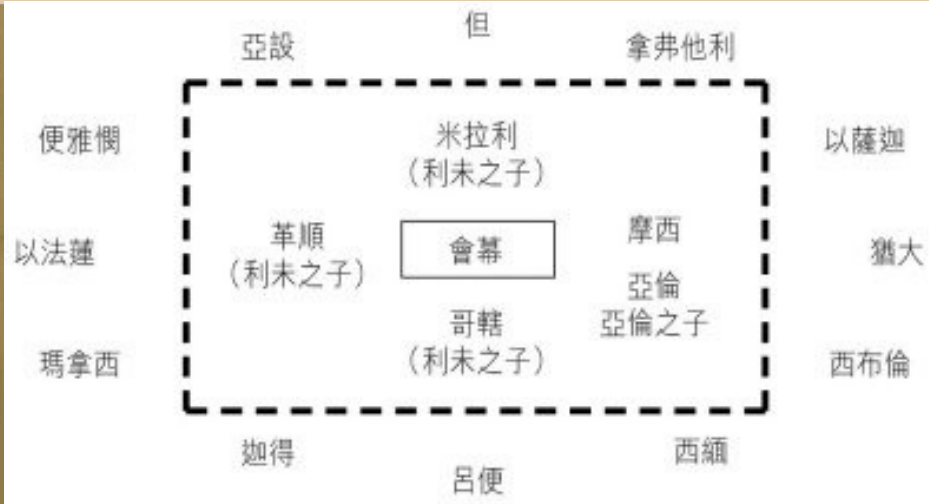 但
亞設
拿弗他利
便雅憫
米拉利
(利未之子)
以薩迦
以法蓮
革順
(利未之子)
會幕
摩西
亞倫
亞倫之子
猶大
瑪拿西
哥轄
(利未之子)
西布倫
迦得
呂便
西緬